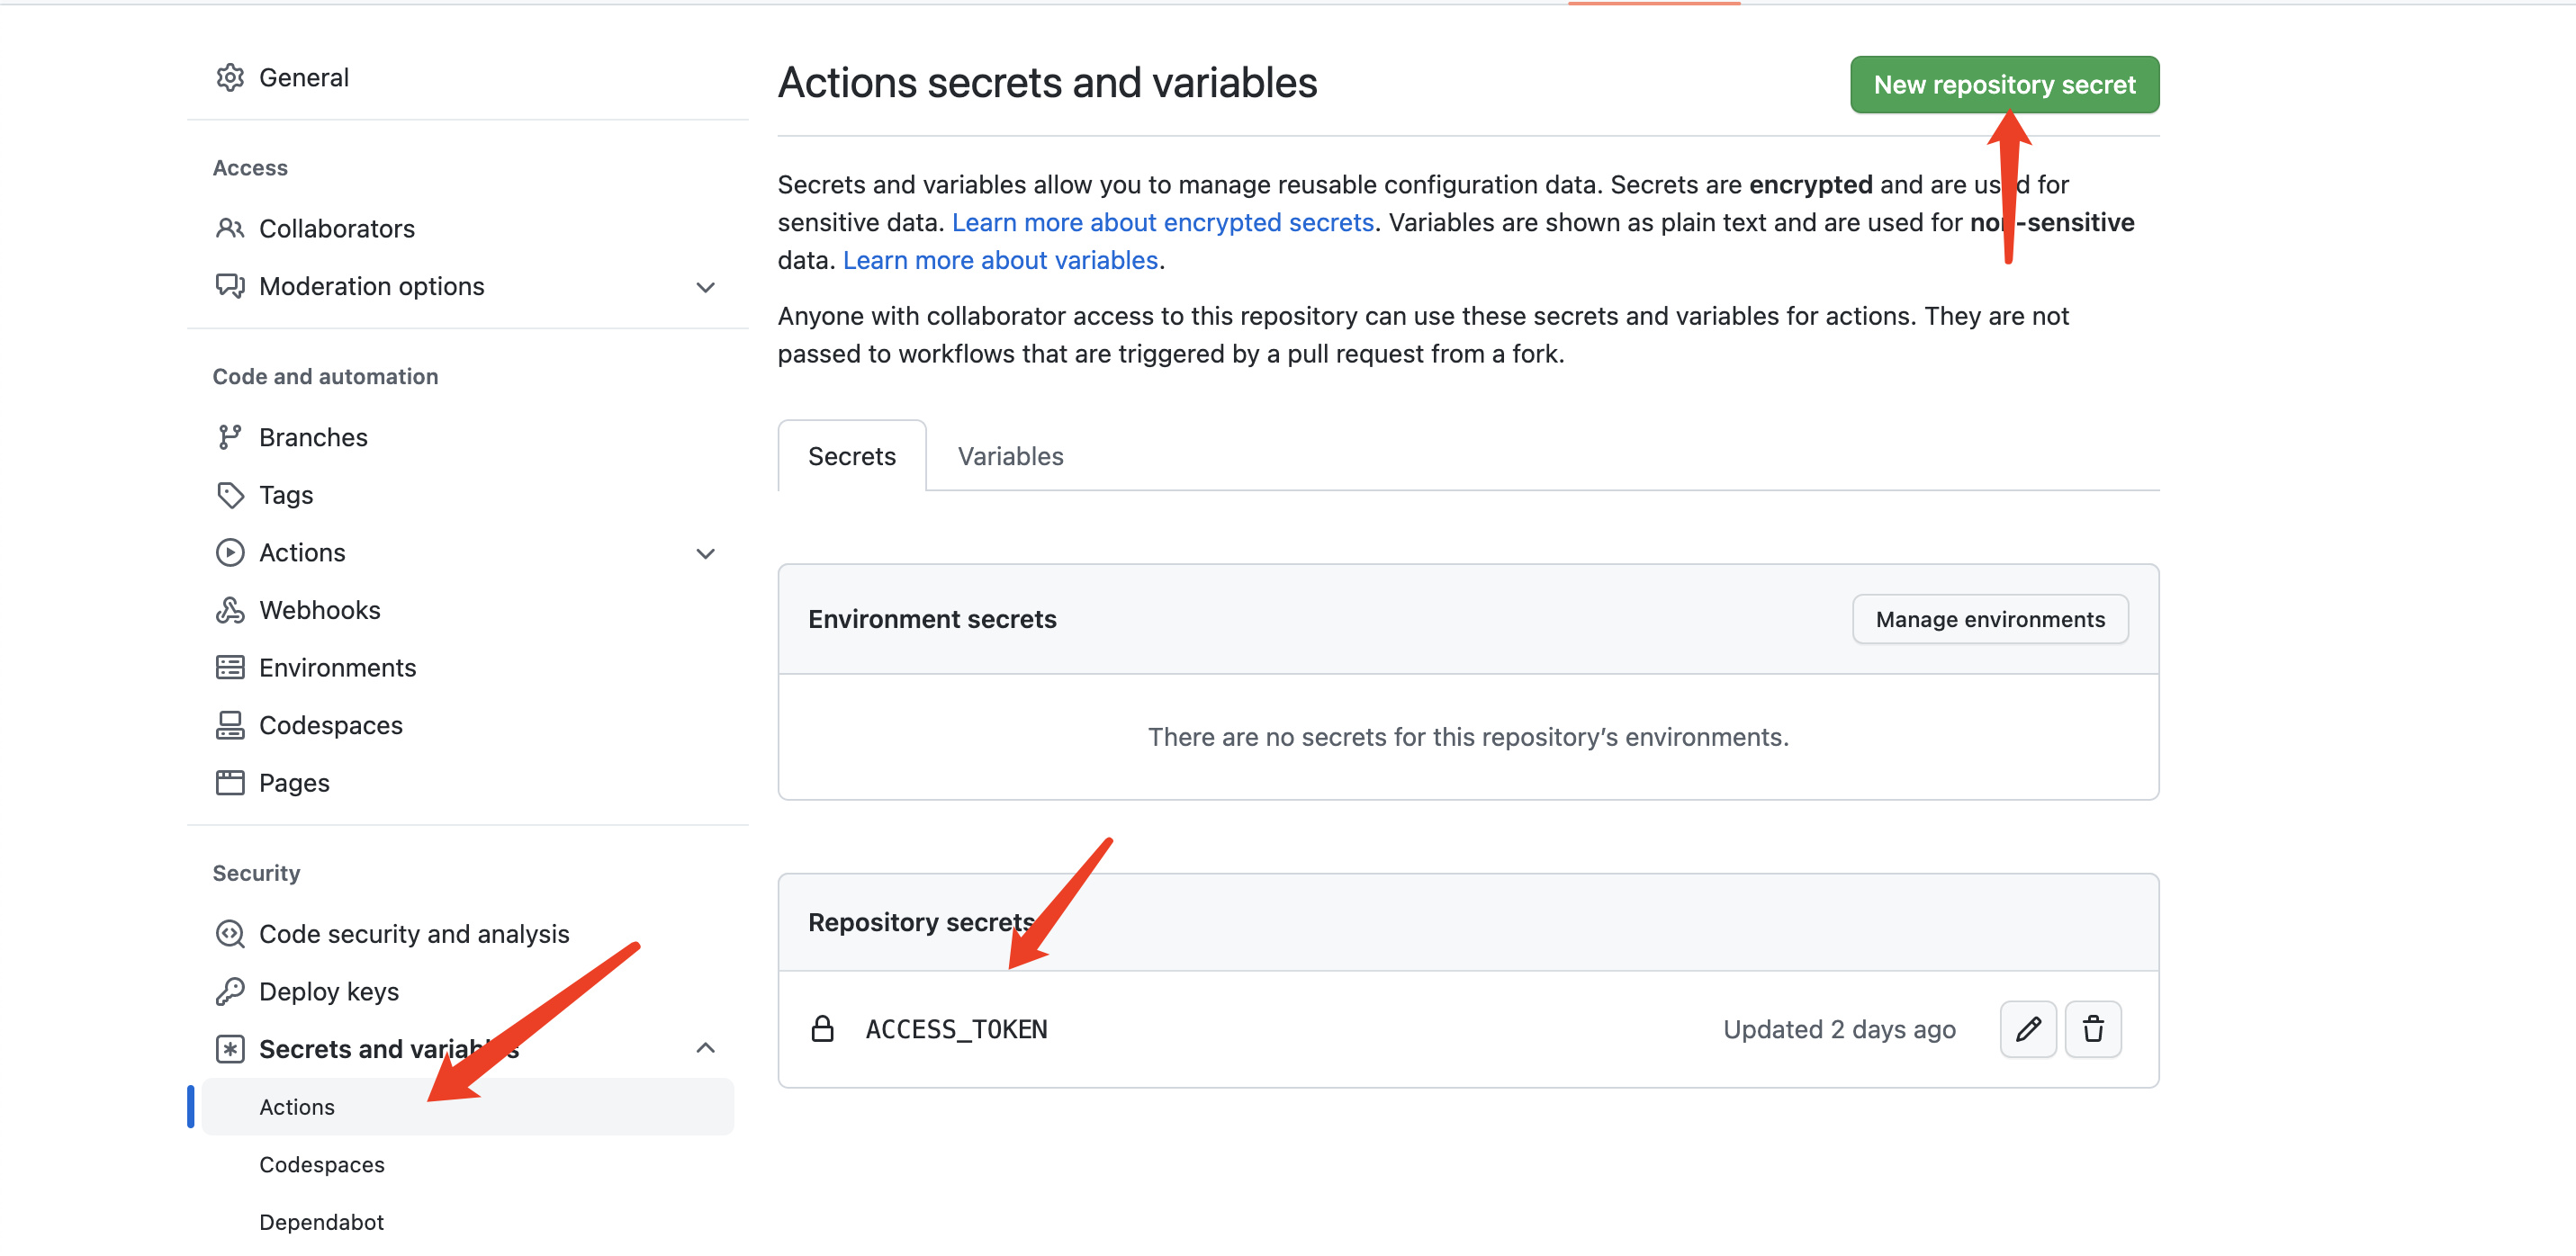 General
Access
Collaborators
Moderation options
Code and automation
Branches
Tags
Actions
Webhooks
Environments
Codespaces
Pages
Security
Code security and analysis
Deploy keys
Secrets and variables
Actions
Codespaces
Dependabot
Actions secrets and variables
New repository secret
Secrets and variables allow you to manage reusable configuration data. Secrets are encrypted and are used for
sensitive data. Learn more about encrypted secrets. Variables are shown as plain text and are used for non-sensitive
data. Learn more about variables.
Anyone with collaborator access to this repository can use these secrets and variables for actions. They are not
passed to workflows that are triggered by a pull request from a fork.
Secrets
Variables
Environment secrets
Manage environments
There are no secrets for this repository’s environments.
Repository secrets
ACCESS_TOKEN
Updated 2 days ago